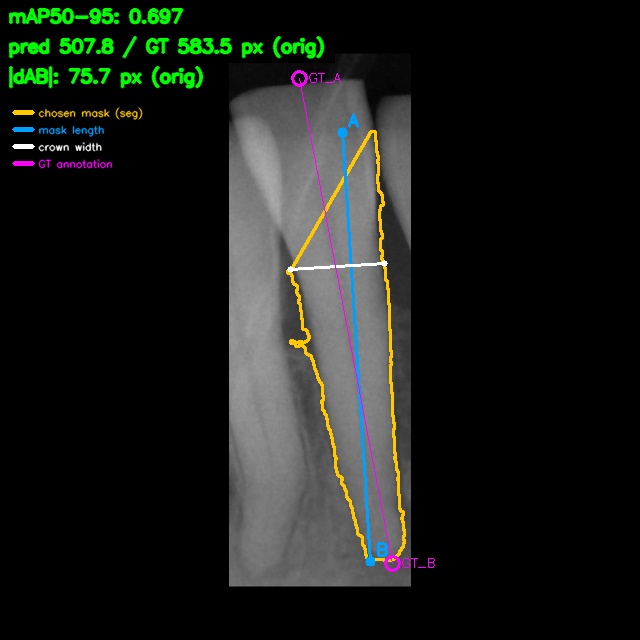 mAP50-95: 0.697
pred 507.8 / GT 583.5 px (orig)
|dAB|: 75.7 px (orig)
chosen mask (seg)
mask length
crown width
GT annotation
GT_A
A
B
GT_B